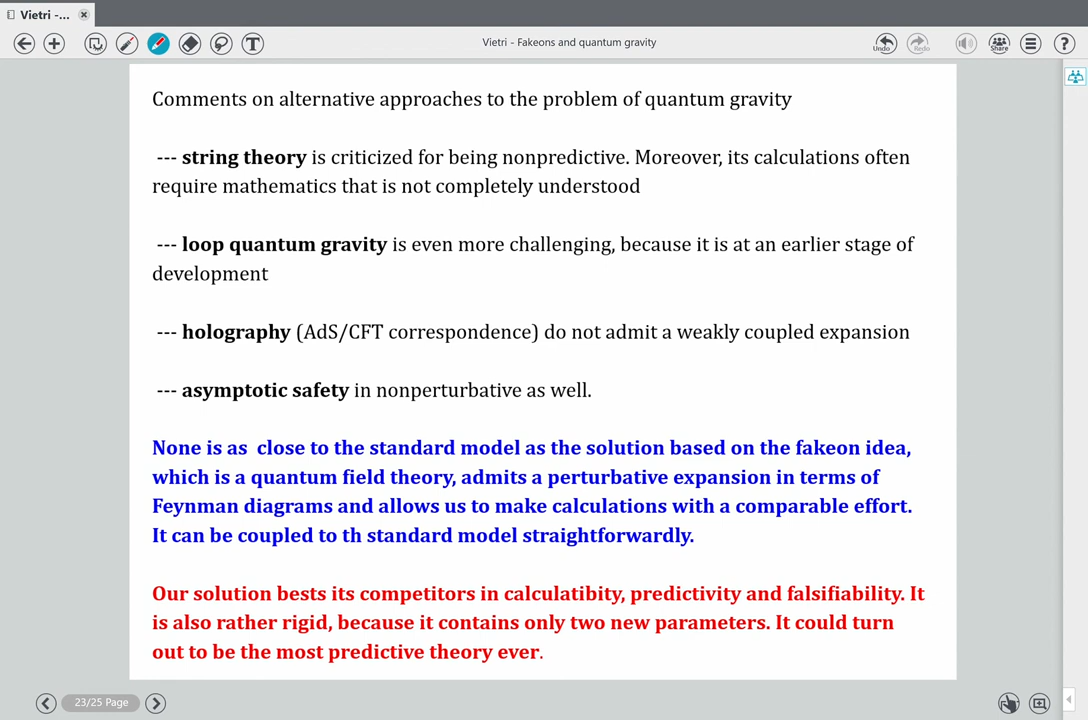 Vietri -...
Vietri - Fakeons and quantum gravity
Undo
Redo
Share
Comments on alternative approaches to the problem of quantum gravity
--- string theory is criticized for being nonpredictive. Moreover, its calculations often
require mathematics that is not completely understood
--- loop quantum gravity is even more challenging, because it is at an earlier stage of
development
--- holography (AdS/CFT correspondence) do not admit a weakly coupled expansion
--- asymptotic safety in nonperturbative as well.
None is as  close to the standard model as the solution based on the fakeon idea,
which is a quantum field theory, admits a perturbative expansion in terms of
Feynman diagrams and allows us to make calculations with a comparable effort.
It can be coupled to th standard model straightforwardly.
Our solution bests its competitors in calculatibity, predictivity and falsifiability. It
is also rather rigid, because it contains only two new parameters. It could turn
out to be the most predictive theory ever.
23/25 Page